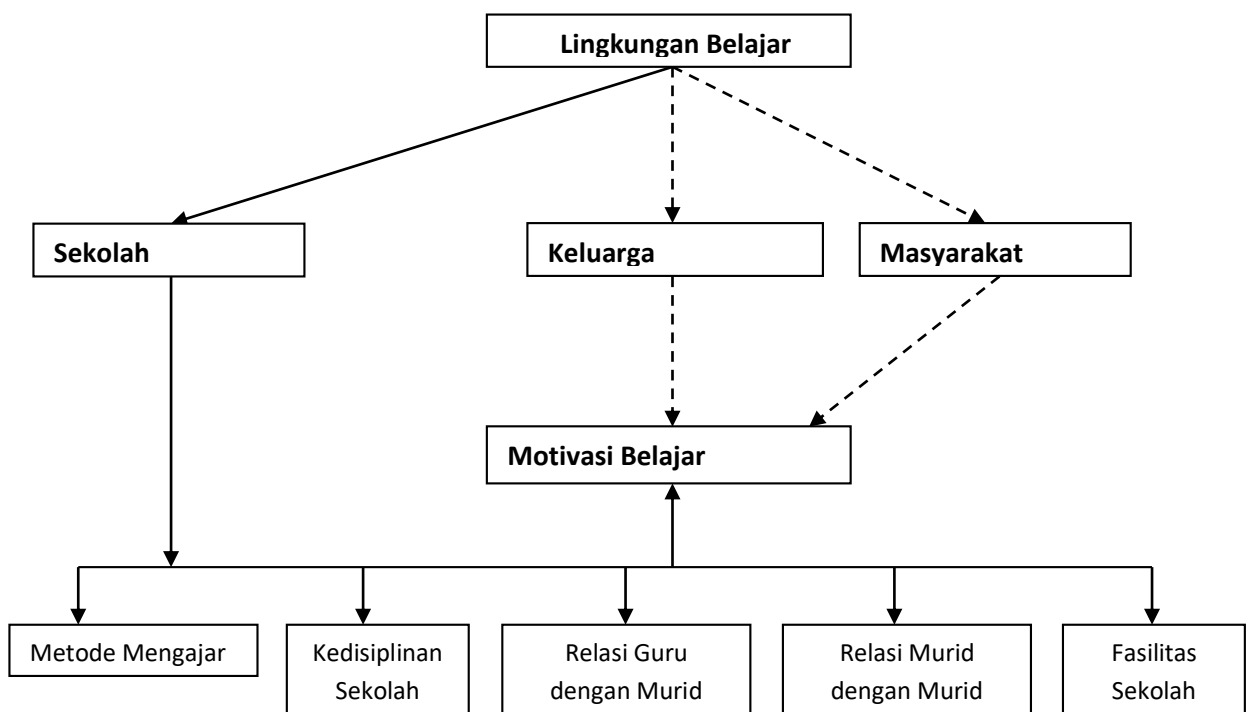 Lingkungan Belajar
Sekolah
Keluarga
Masyarakat
Motivasi Belajar
Metode Mengajar
Kedisiplinan
Sekolah
Relasi Guru
dengan Murid
Relasi Murid
dengan Murid
Fasilitas
Sekolah